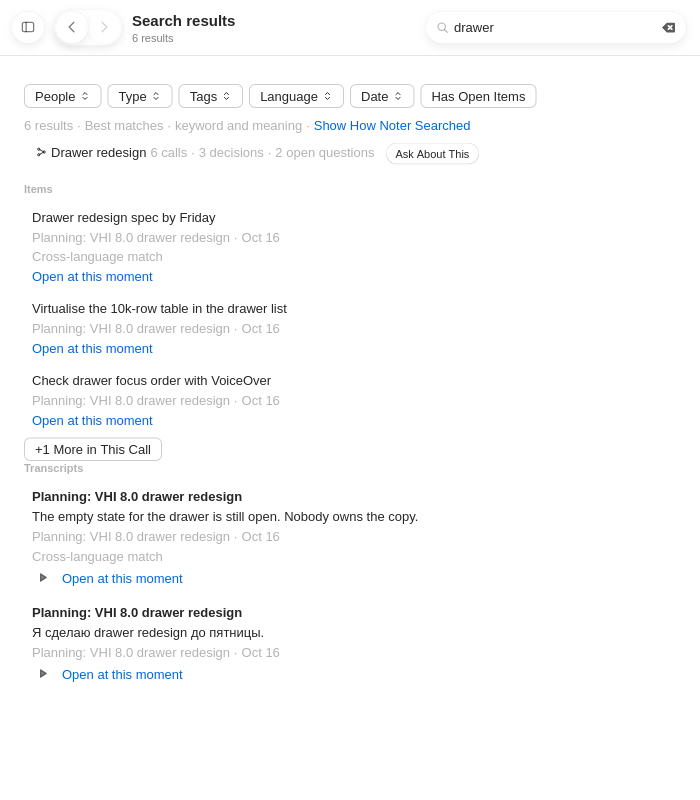 Search results
6 results
drawer
People
Type
Tags
Language
Date
Has Open Items
6 results · Best matches · keyword and meaning · Show How Noter Searched
Drawer redesign 6 calls · 3 decisions · 2 open questions
Ask About This
Items
Drawer redesign spec by Friday
Planning: VHI 8.0 drawer redesign · Oct 16
Cross-language match
Open at this moment
Virtualise the 10k-row table in the drawer list
Planning: VHI 8.0 drawer redesign · Oct 16
Open at this moment
Check drawer focus order with VoiceOver
Planning: VHI 8.0 drawer redesign · Oct 16
Open at this moment
+1 More in This Call
Transcripts
Planning: VHI 8.0 drawer redesign
The empty state for the drawer is still open. Nobody owns the copy.
Planning: VHI 8.0 drawer redesign · Oct 16
Cross-language match
Open at this moment
Planning: VHI 8.0 drawer redesign
Я сделаю drawer redesign до пятницы.
Planning: VHI 8.0 drawer redesign · Oct 16
Open at this moment